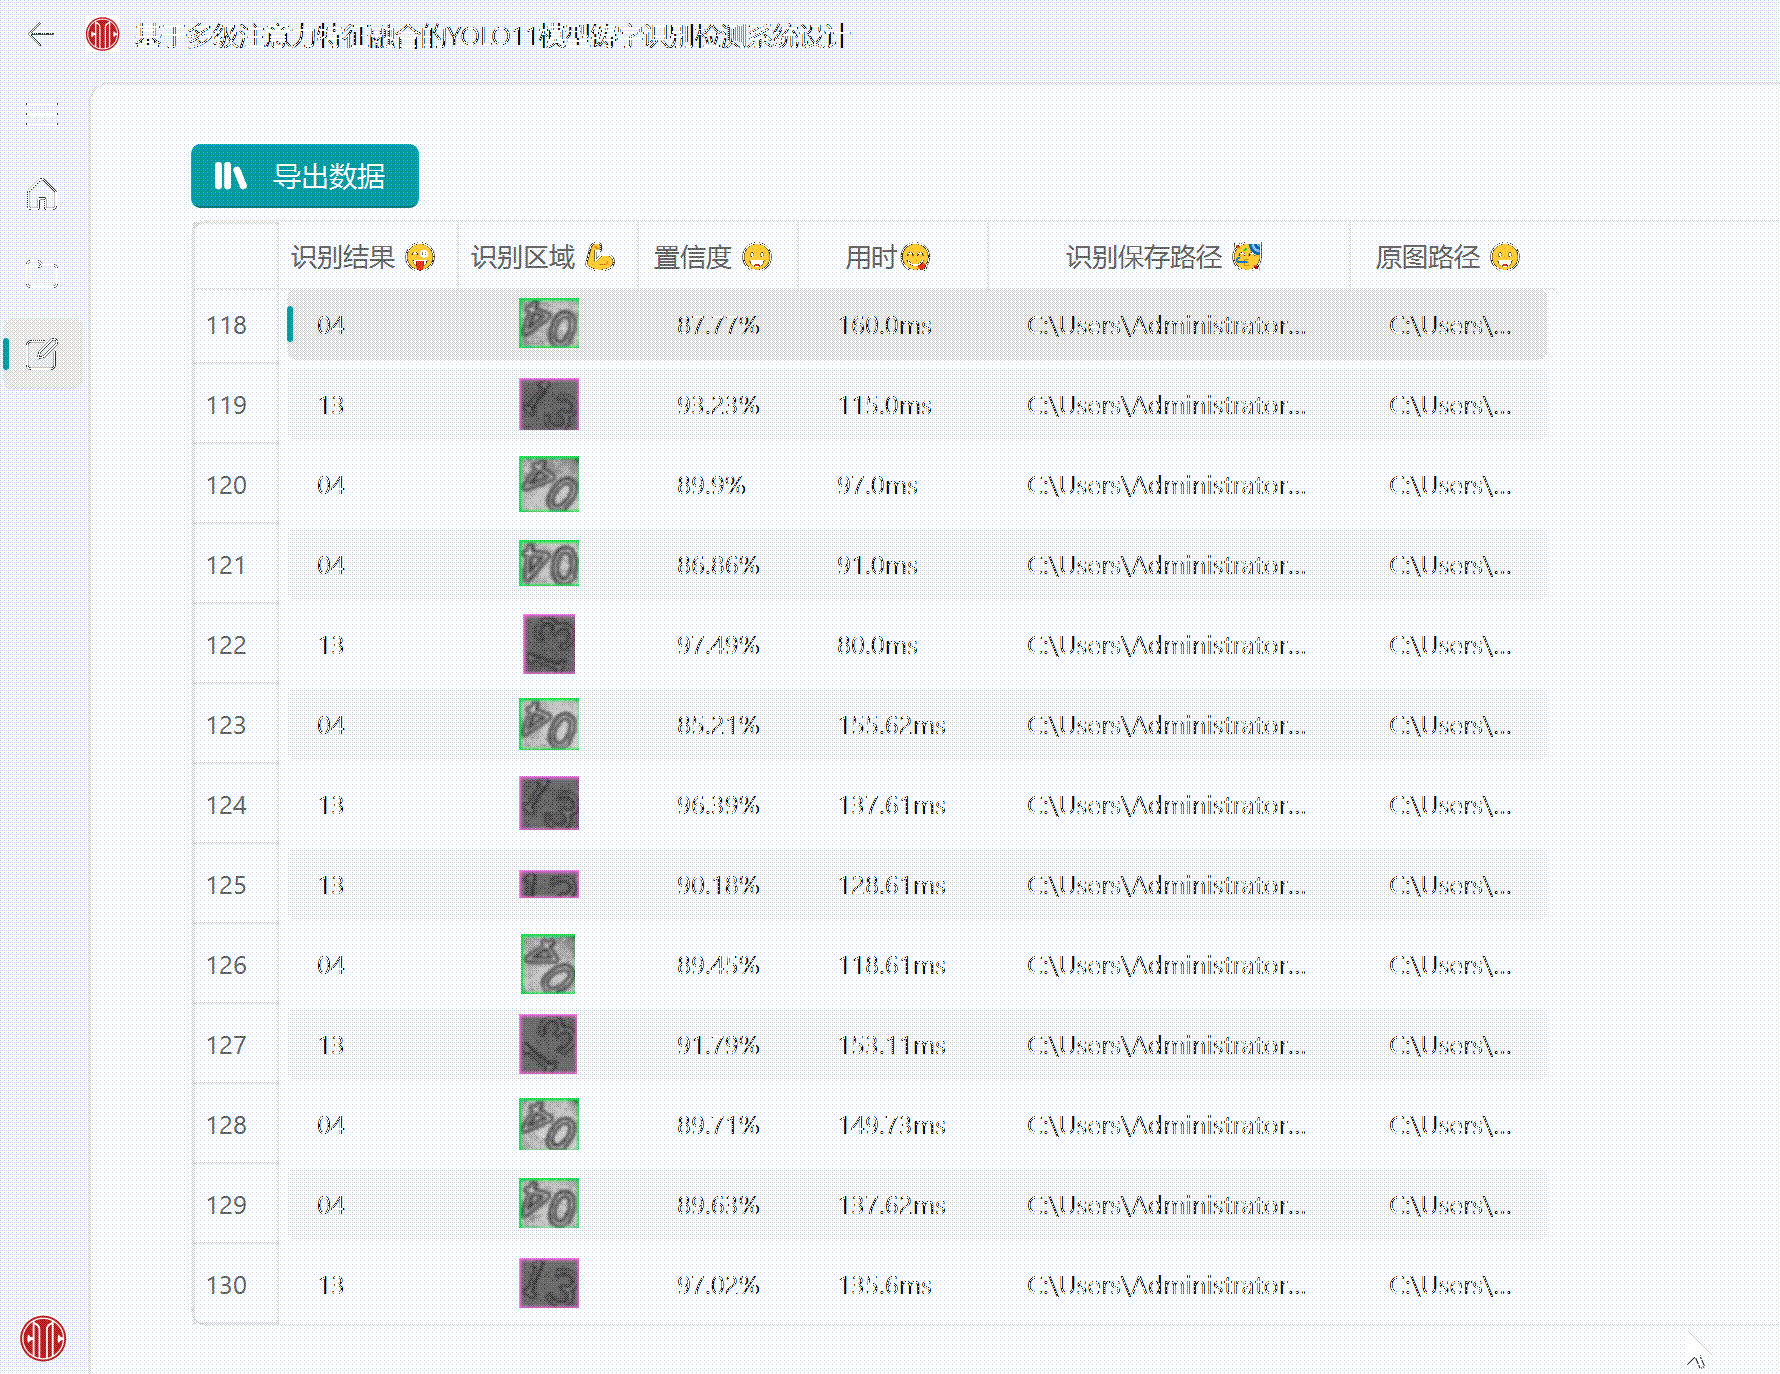 基于多级注意力特征融合的YOLO11模型铸字识别检测系统设计
导出数据
识别结果 😜 识别区域 💪 置信度 😀 用时😋 识别保存路径 🥳 原图路径 😀
118 04 87.77% 160.0ms C:\Users\Administrator... C:\Users\...
119 13 93.23% 115.0ms C:\Users\Administrator... C:\Users\...
120 04 89.9% 97.0ms C:\Users\Administrator... C:\Users\...
121 04 86.86% 91.0ms C:\Users\Administrator... C:\Users\...
122 13 97.49% 80.0ms C:\Users\Administrator... C:\Users\...
123 04 85.21% 155.62ms C:\Users\Administrator... C:\Users\...
124 13 96.39% 137.61ms C:\Users\Administrator... C:\Users\...
125 13 90.18% 128.61ms C:\Users\Administrator... C:\Users\...
126 04 89.45% 118.61ms C:\Users\Administrator... C:\Users\...
127 13 91.79% 153.11ms C:\Users\Administrator... C:\Users\...
128 04 89.71% 149.73ms C:\Users\Administrator... C:\Users\...
129 04 89.63% 137.62ms C:\Users\Administrator... C:\Users\...
130 13 97.02% 135.6ms C:\Users\Administrator... C:\Users\...